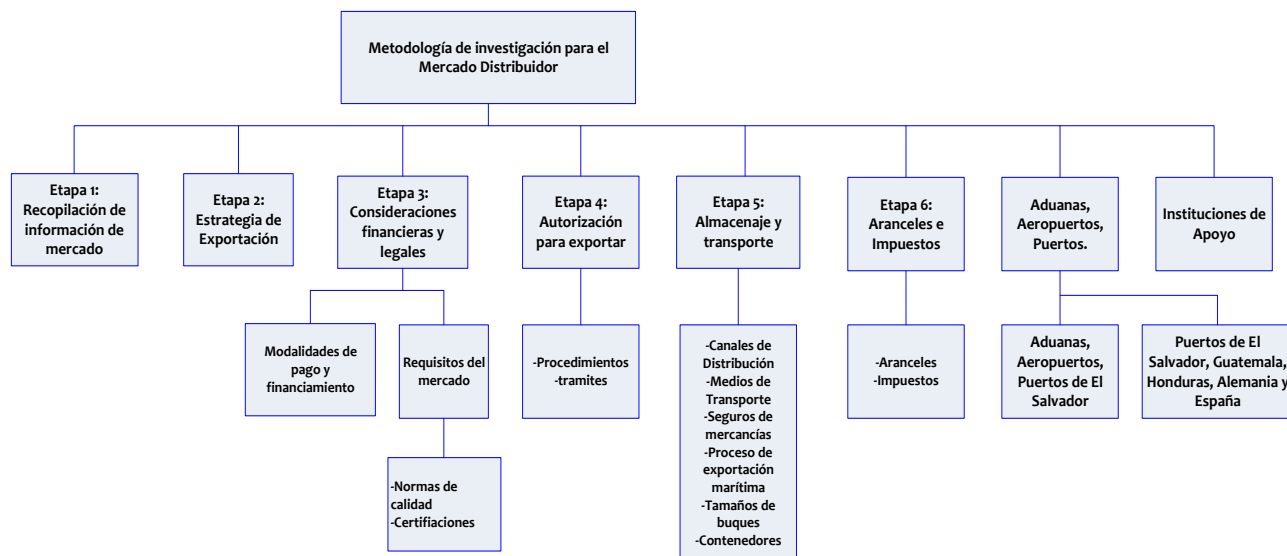 Metodología de investigación para el
Mercado Distribuidor
Etapa 1:
Recopilación de
información de
mercado
Etapa 2:
Estrategia de
Exportación
Etapa 3:
Consideraciones
financieras y
legales
Etapa 4:
Autorización
para exportar
Etapa 5:
Almacenaje y
transporte
Etapa 6:
Aranceles e
Impuestos
Aduanas,
Aeropuertos,
Puertos.
Instituciones de
Apoyo
Modalidades de
pago y
financiamiento
Requisitos del
mercado
-Procedimientos
-tramites
-Canales de
Distribución
-Medios de
Transporte
-Seguros de
mercancías
-Proceso de
exportación
marítima
-Tamaños de
buques
-Contenedores
-Aranceles
-Impuestos
Aduanas,
Aeropuertos,
Puertos de El
Salvador
Puertos de El
Salvador, Guatemala,
Honduras, Alemania y
España
-Normas de
calidad
-Certifiaciones